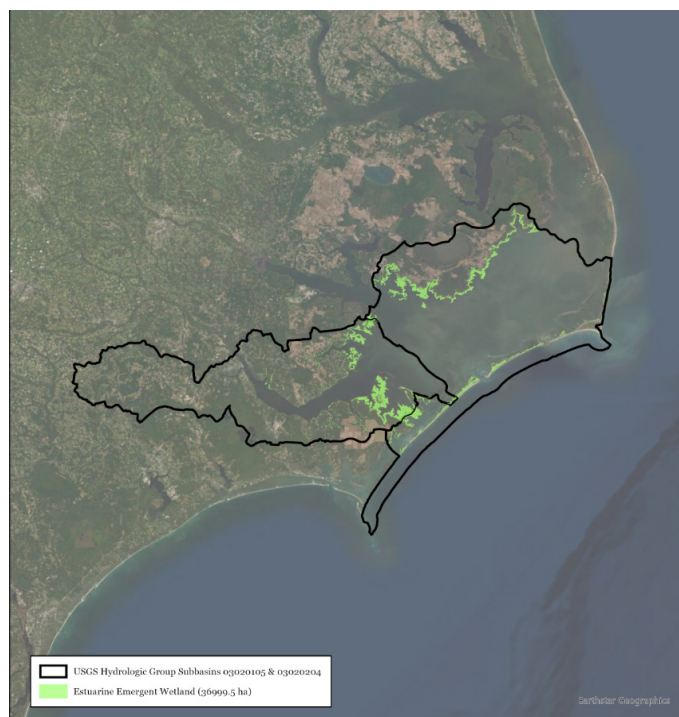 USGS Hydrologic Group Subbasins 03020105 & 03020204
Estuarine Emergent Wetland (36999.5 ha)
Earthstar Geographics